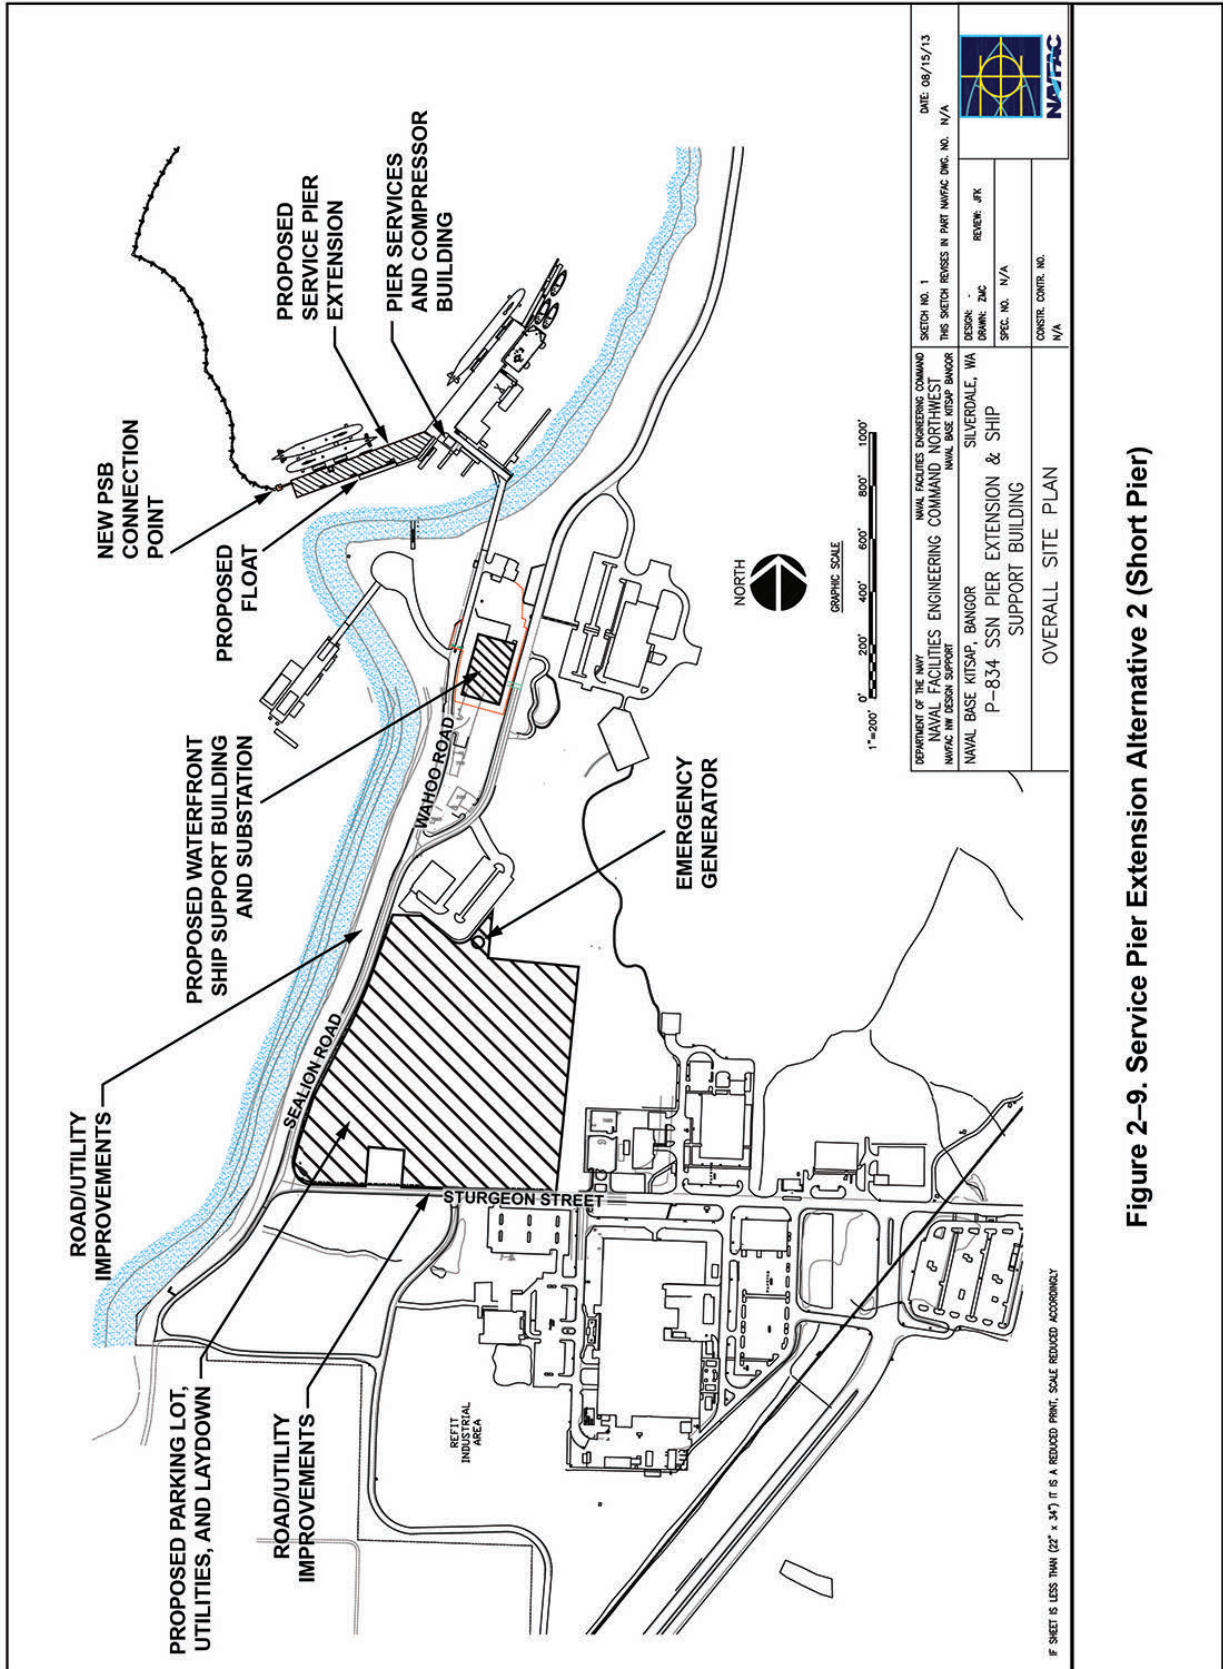 NEW PSB
CONNECTION
POINT
PROPOSED
SERVICE PIER
EXTENSION
PIER SERVICES
AND COMPRESSOR
BUILDING
PROPOSED
FLOAT
PROPOSED WATERFRONT
SHIP SUPPORT BUILDING
AND SUBSTATION
ROAD/UTILITY
IMPROVEMENTS
PROPOSED PARKING LOT,
UTILITIES, AND LAYDOWN
ROAD/UTILITY
IMPROVEMENTS
SEALION ROAD
WAHOO ROAD
STURGEON STREET
EMERGENCY
GENERATOR
REFIT
INDUSTRIAL
AREA
NORTH
GRAPHIC SCALE
1"=200'
0' 200' 400' 600' 800' 1000'
DEPARTMENT OF THE NAVY NAVAL FACILITIES ENGINEERING COMMAND
NAVAL FACILITIES ENGINEERING COMMAND NORTHWEST
NAVFAC NW DESIGN SUPPORT NAVAL BASE KITSAP BANGOR
NAVAL BASE KITSAP, BANGOR SILVERDALE, WA
P-834 SSN PIER EXTENSION & SHIP
SUPPORT BUILDING
OVERALL SITE PLAN
SKETCH NO. 1 DATE: 08/15/13
THIS SKETCH REVISES IN PART NAVFAC DWG. NO. N/A
DESIGN: -
DRAWN: ZMC REVIEW: JFK
SPEC. NO. N/A
CONSTR. CONTR. NO.
N/A
NAVFAC
IF SHEET IS LESS THAN (22" x 34") IT IS A REDUCED PRINT, SCALE REDUCED ACCORDINGLY
Figure 2–9. Service Pier Extension Alternative 2 (Short Pier)